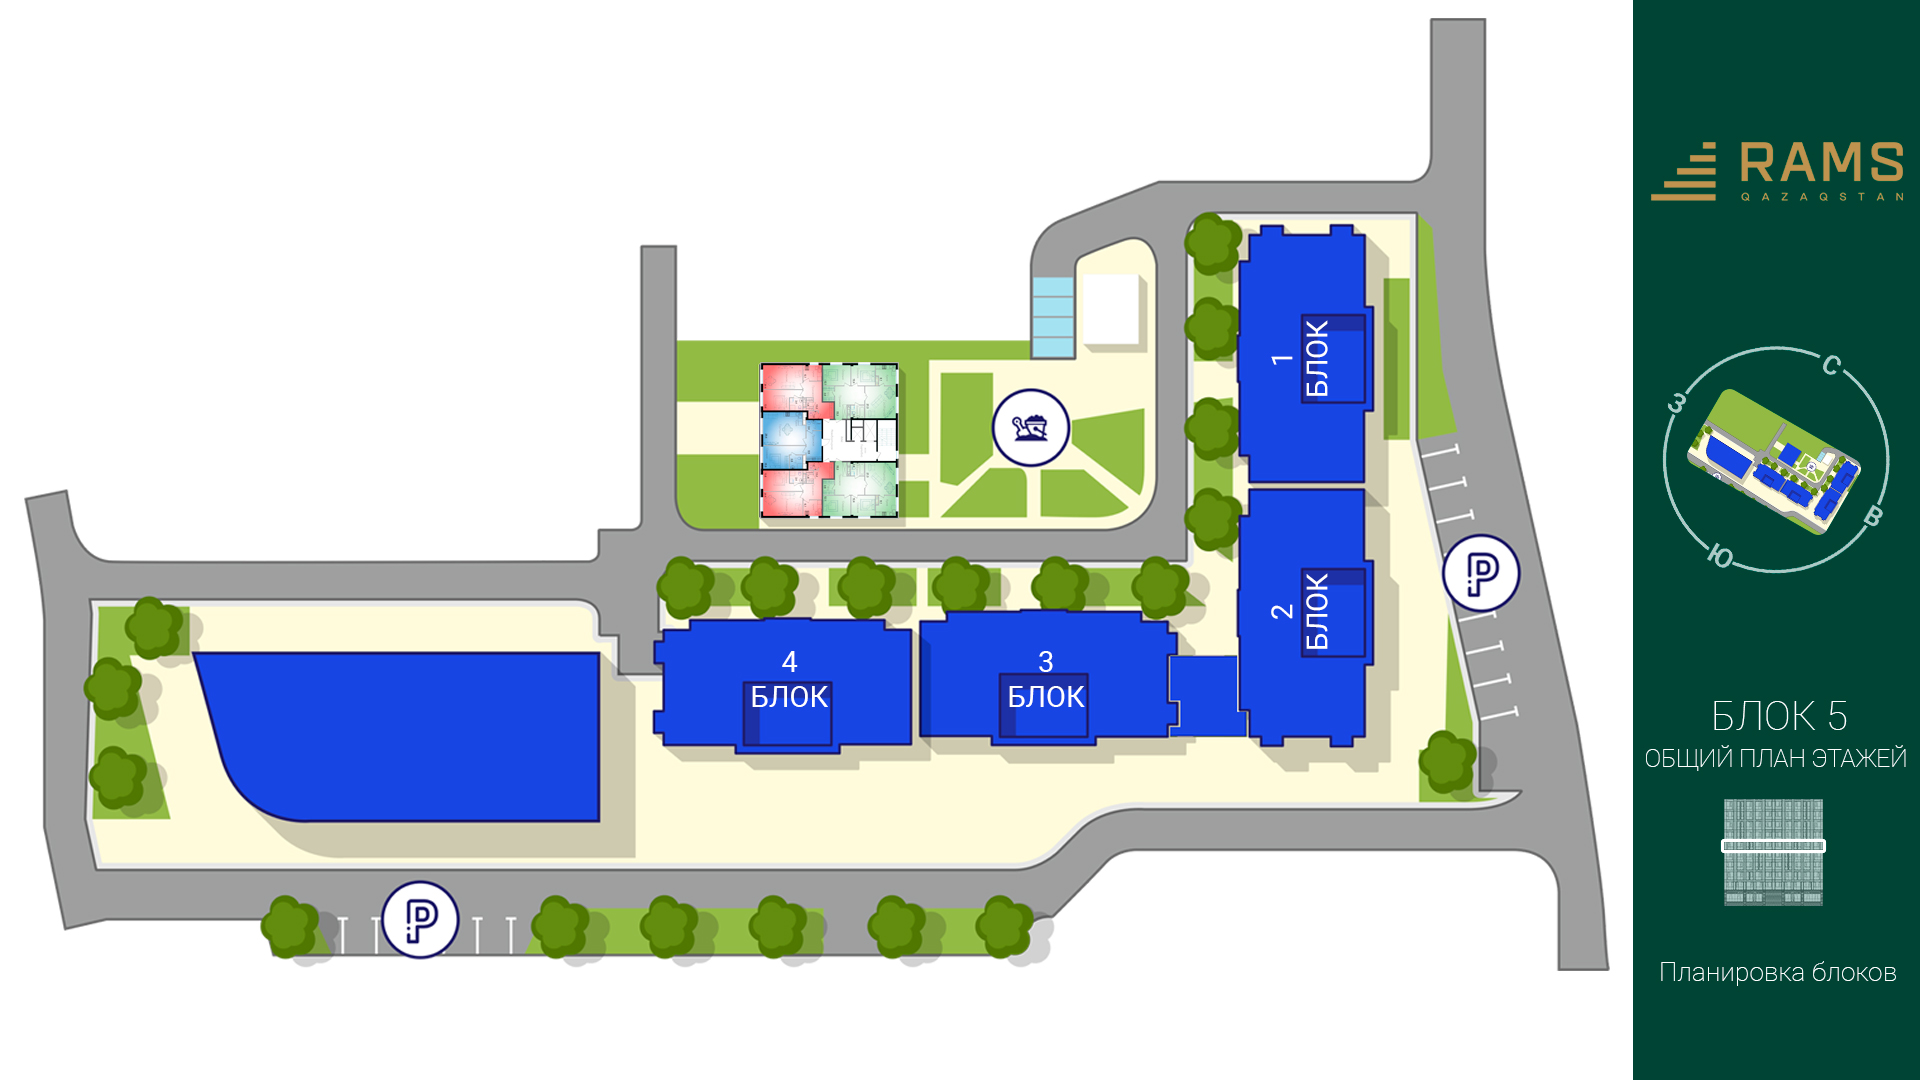 1
БЛОК
2
БЛОК
4
БЛОК
3
БЛОК
P
P
RAMS
QAZAQSTAN
С
З
В
Ю
БЛОК 5
ОБЩИЙ ПЛАН ЭТАЖЕЙ
Планировка блоков